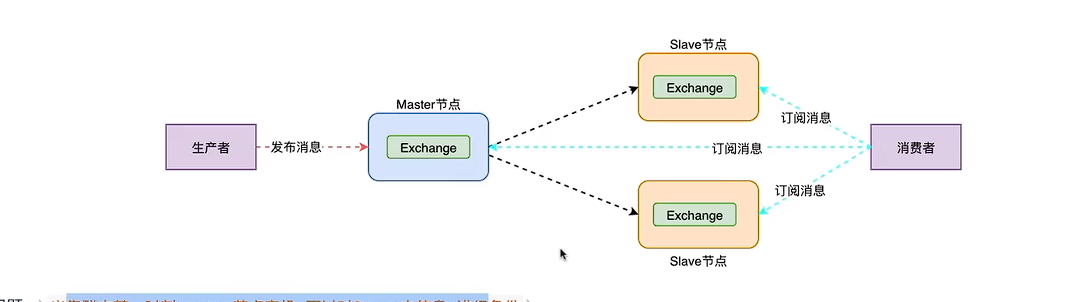 Slave节点
Exchange
订阅消息
Master节点
生产者
发布消息
Exchange
订阅消息
消费者
订阅消息
Exchange
Slave节点